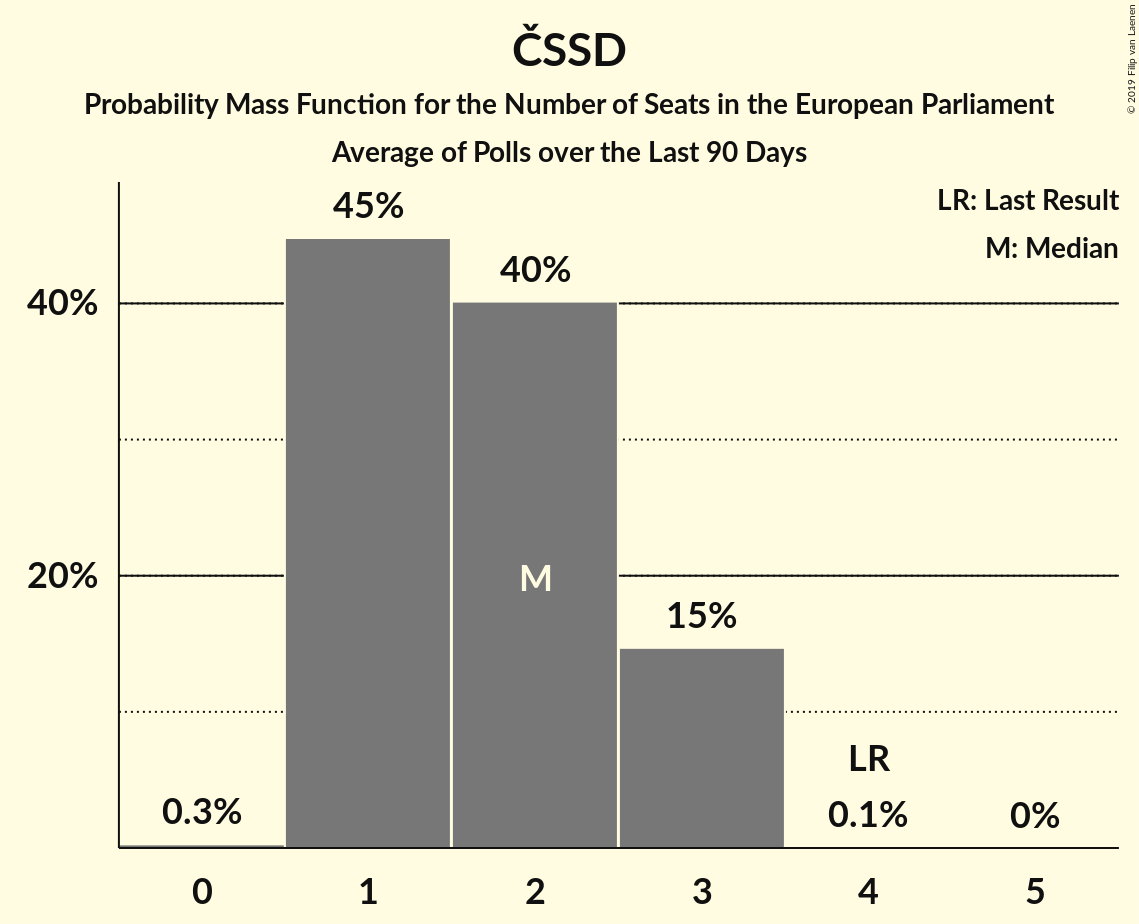 ČSSD
Probability Mass Function for the Number of Seats in the European Parliament
Average of Polls over the Last 90 Days
© 2019 Filip van Laenen
LR: Last Result
M: Median
45%
40%
40%
M
20%
15%
LR
0.3%
0.1%
0%
0 1 2 3 4 5